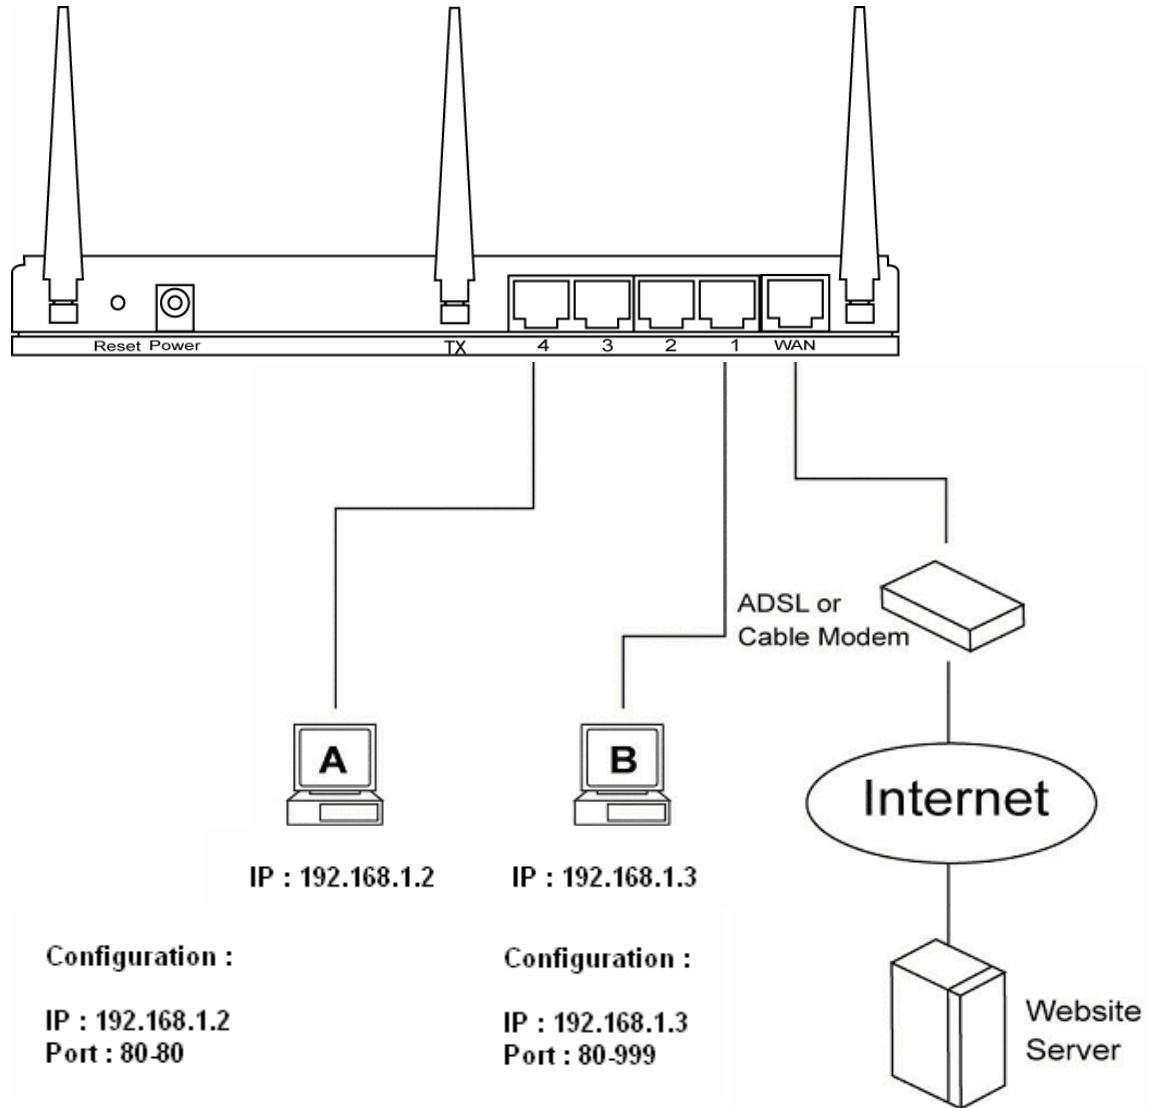 Reset Power TX 4 3 2 1 WAN
ADSL or
Cable Modem
A
B
Internet
IP : 192.168.1.2
IP : 192.168.1.3
Configuration :
IP : 192.168.1.2
Port : 80-80
Configuration :
IP : 192.168.1.3
Port : 80-999
Website
Server